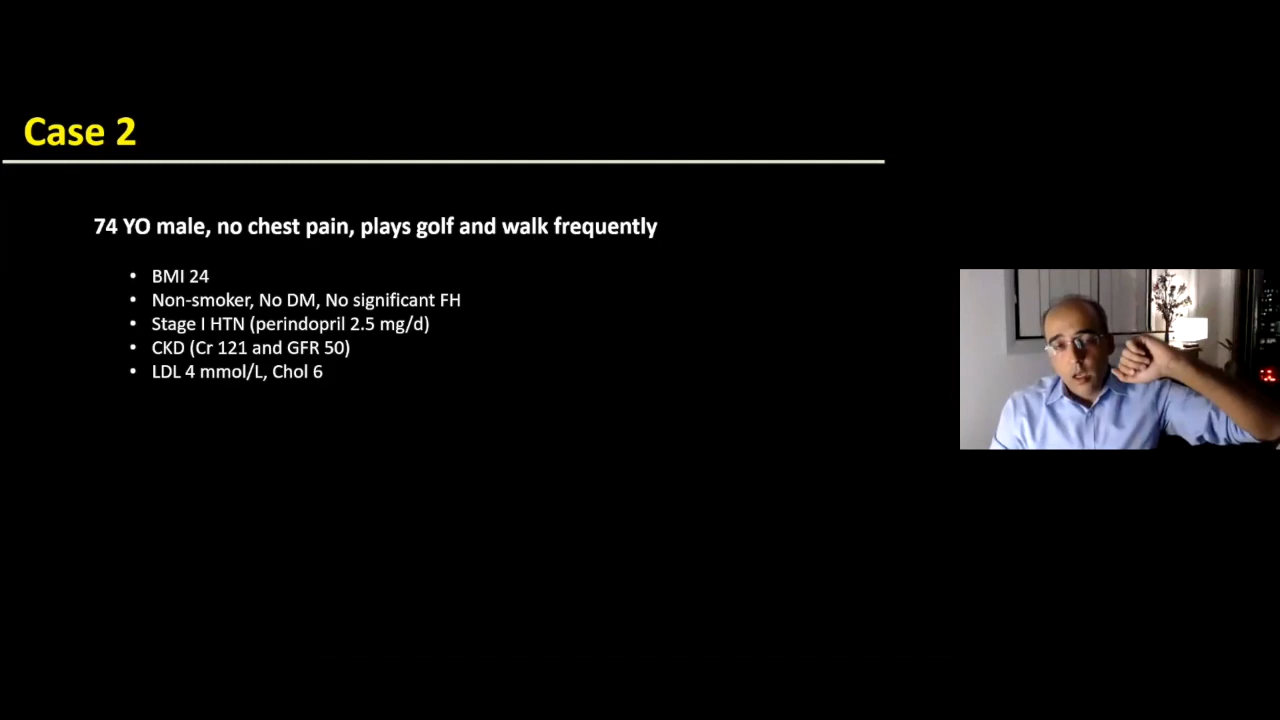 Case 2
74 YO male, no chest pain, plays golf and walk frequently
• BMI 24
• Non-smoker, No DM, No significant FH
• Stage I HTN (perindopril 2.5 mg/d)
• CKD (Cr 121 and GFR 50)
• LDL 4 mmol/L, Chol 6